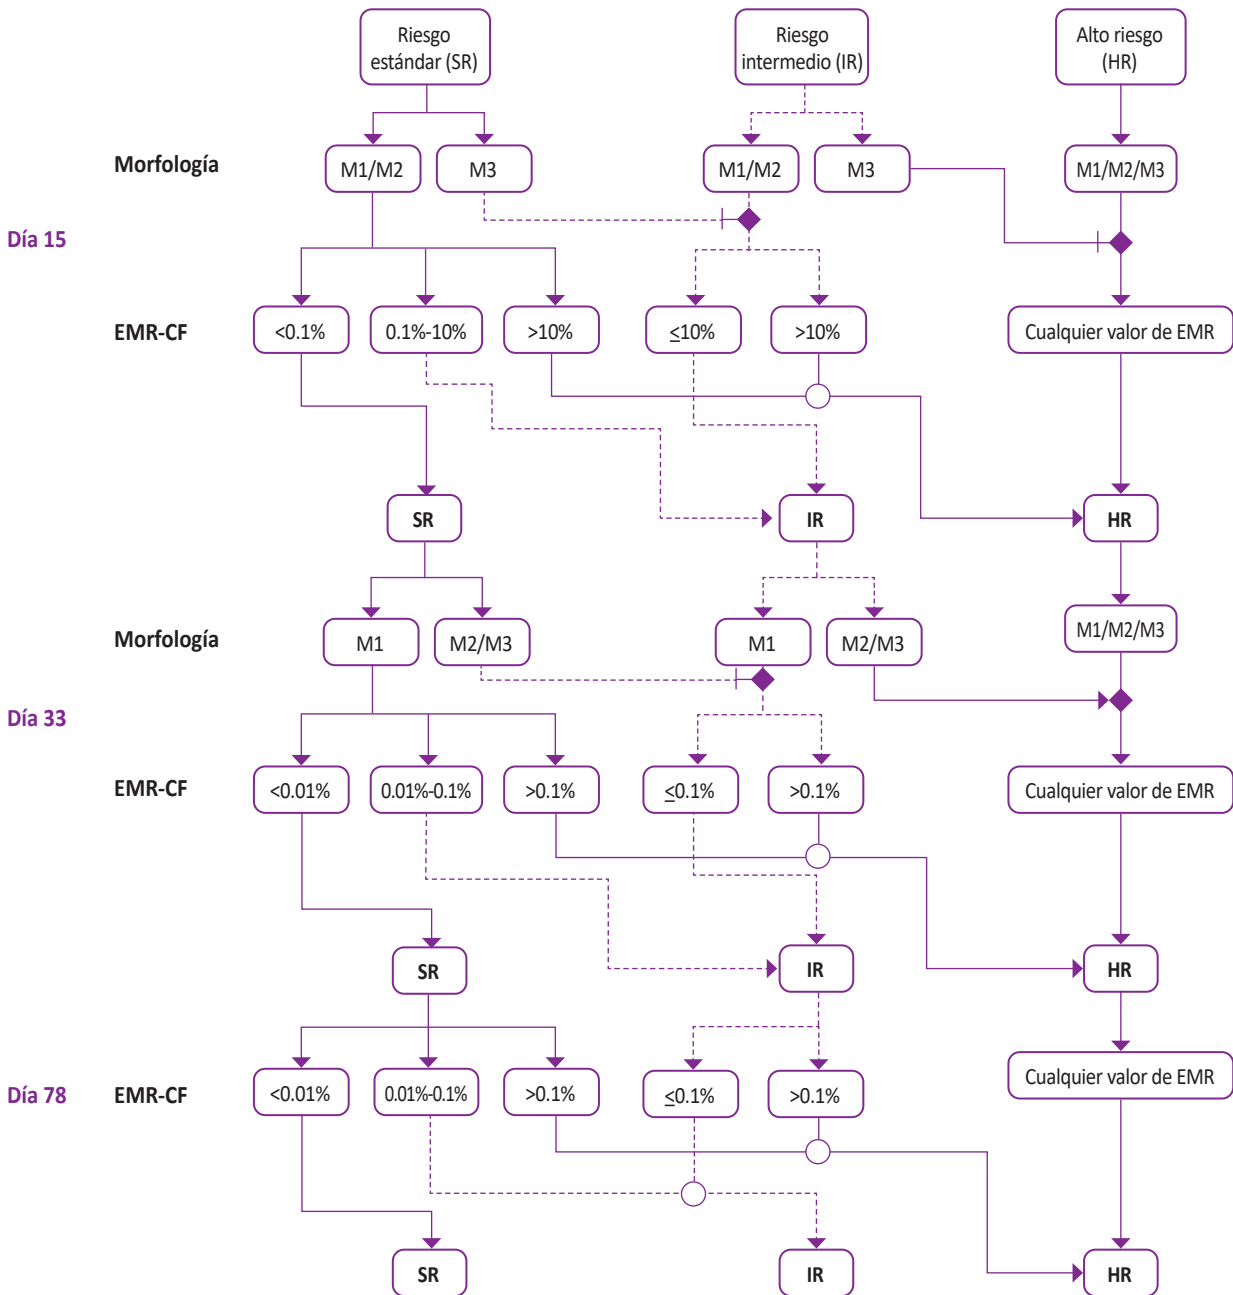 Riesgo
estándar (SR)
Riesgo
intermedio (IR)
Alto riesgo
(HR)
Morfología
M1/M2
M3
M1/M2
M3
M1/M2/M3
Día 15
EMR-CF
<0.1%
0.1%-10%
>10%
≤10%
>10%
Cualquier valor de EMR
SR
IR
HR
Morfología
M1
M2/M3
M1
M2/M3
M1/M2/M3
Día 33
EMR-CF
<0.01%
0.01%-0.1%
>0.1%
≤0.1%
>0.1%
Cualquier valor de EMR
SR
IR
HR
Día 78
EMR-CF
<0.01%
0.01%-0.1%
>0.1%
≤0.1%
>0.1%
Cualquier valor de EMR
SR
IR
HR